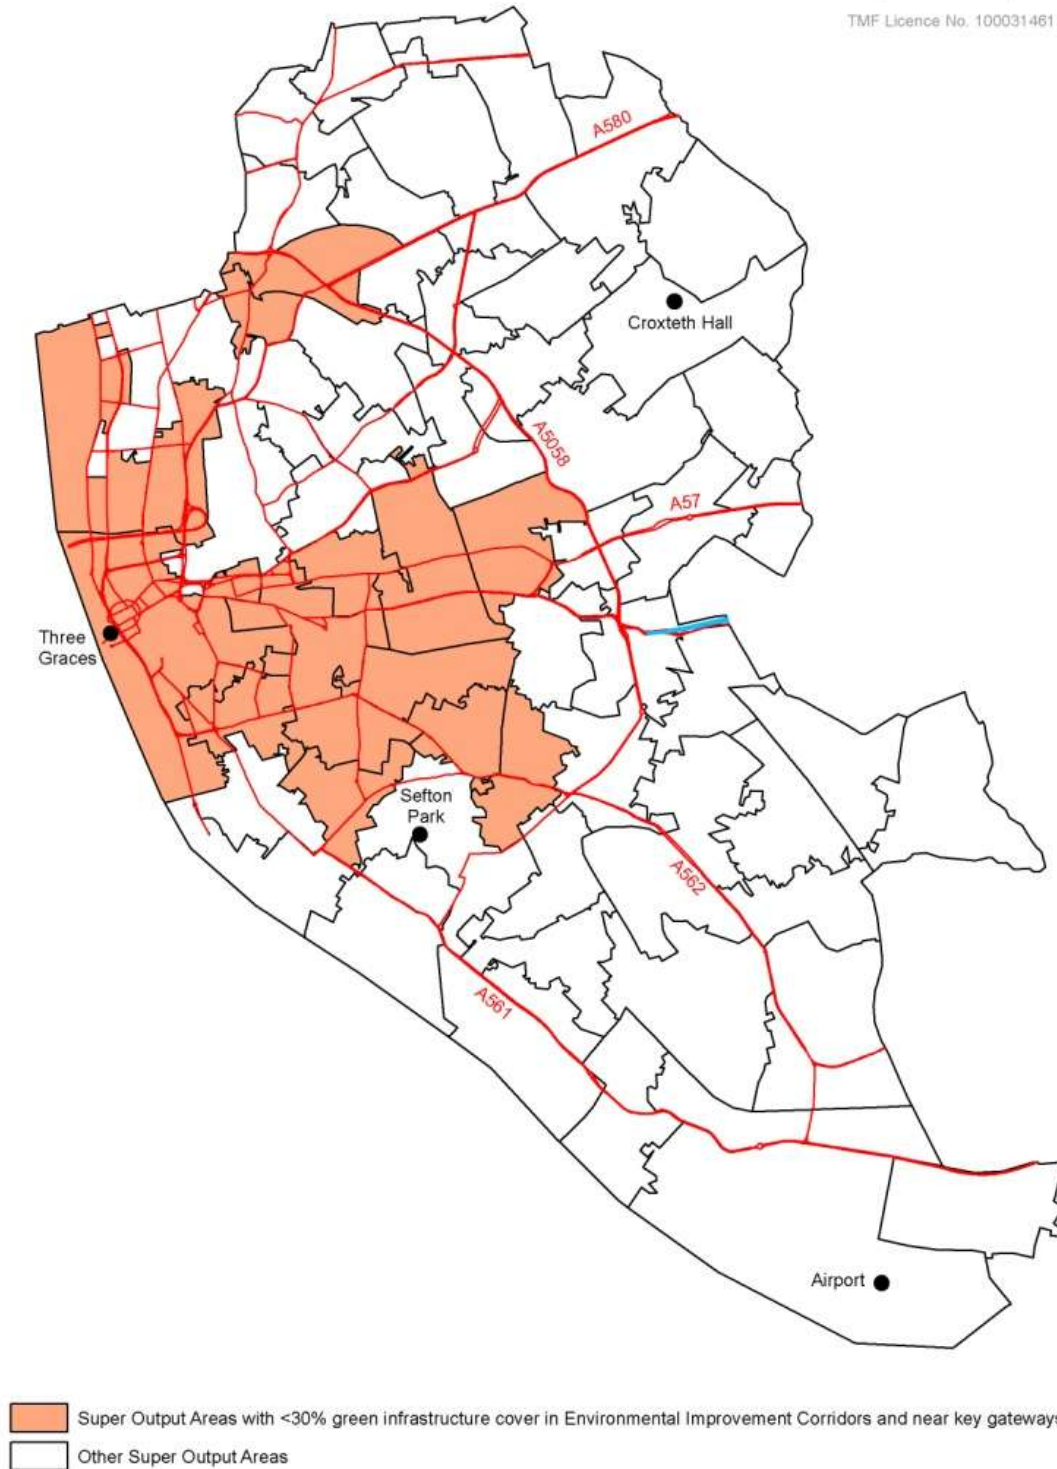 TMF Licence No. 100031461
A580
Croxteth Hall
A5058
A57
Three
Graces
Sefton
Park
A562
A561
Airport
Super Output Areas with <30% green infrastructure cover in Environmental Improvement Corridors and near key gateways
Other Super Output Areas